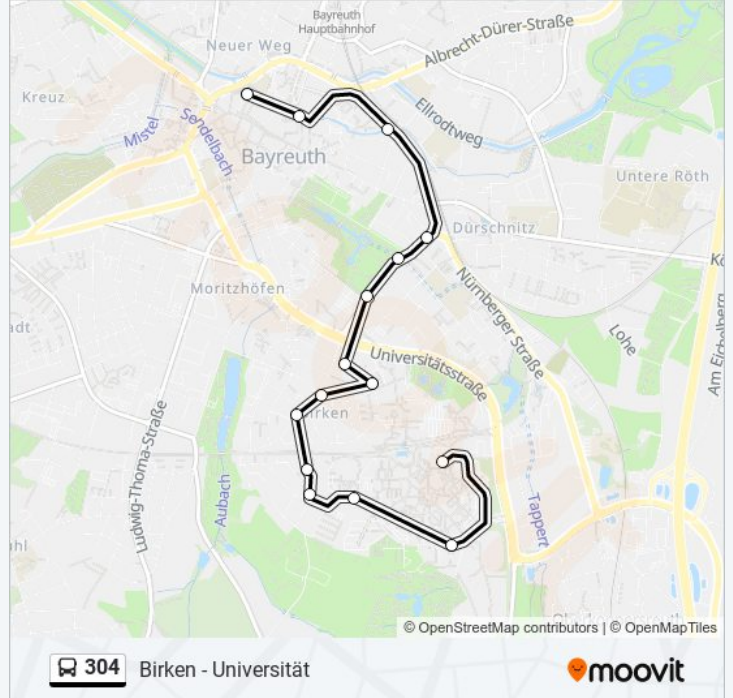 Bayreuth
Hauptbahnhof
Neuer Weg
Albrecht-Dürer-Straße
Kreuz
Ellrodtweg
Mistel
Sendelbach
Bayreuth
Untere Röth
Dürschnitz
Moritzhöfen
Nürnberger Straße
Lohe
Am Eichelberg
Universitätsstraße
Birken
Ludwig-Thoma-Straße
Aubach
Tappert
© OpenStreetMap contributors | © OpenMapTiles
304 Birken - Universität
moovit